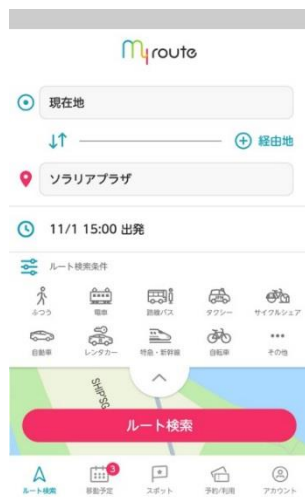 My route
現在地
経由地
ソラリアプラザ
11/1 15:00 出発
ルート検索条件
ふつう 電車 路線バス タクシー サイクルシェア
自動車 レンタカー 特急・新幹線 自転車 その他
SHIP'SG
ルート検索
3
ルート検索 移動予定 スポット 予約/利用 アカウント